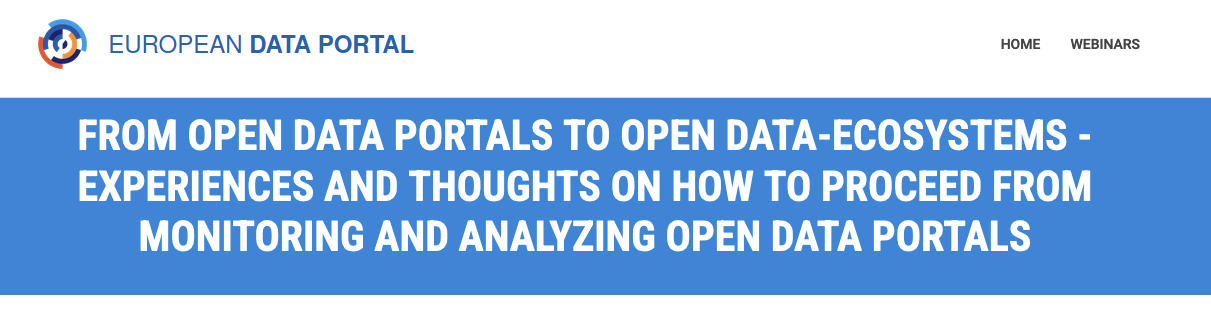 EUROPEAN DATA PORTAL
HOME WEBINARS
FROM OPEN DATA PORTALS TO OPEN DATA-ECOSYSTEMS -
EXPERIENCES AND THOUGHTS ON HOW TO PROCEED FROM
MONITORING AND ANALYZING OPEN DATA PORTALS